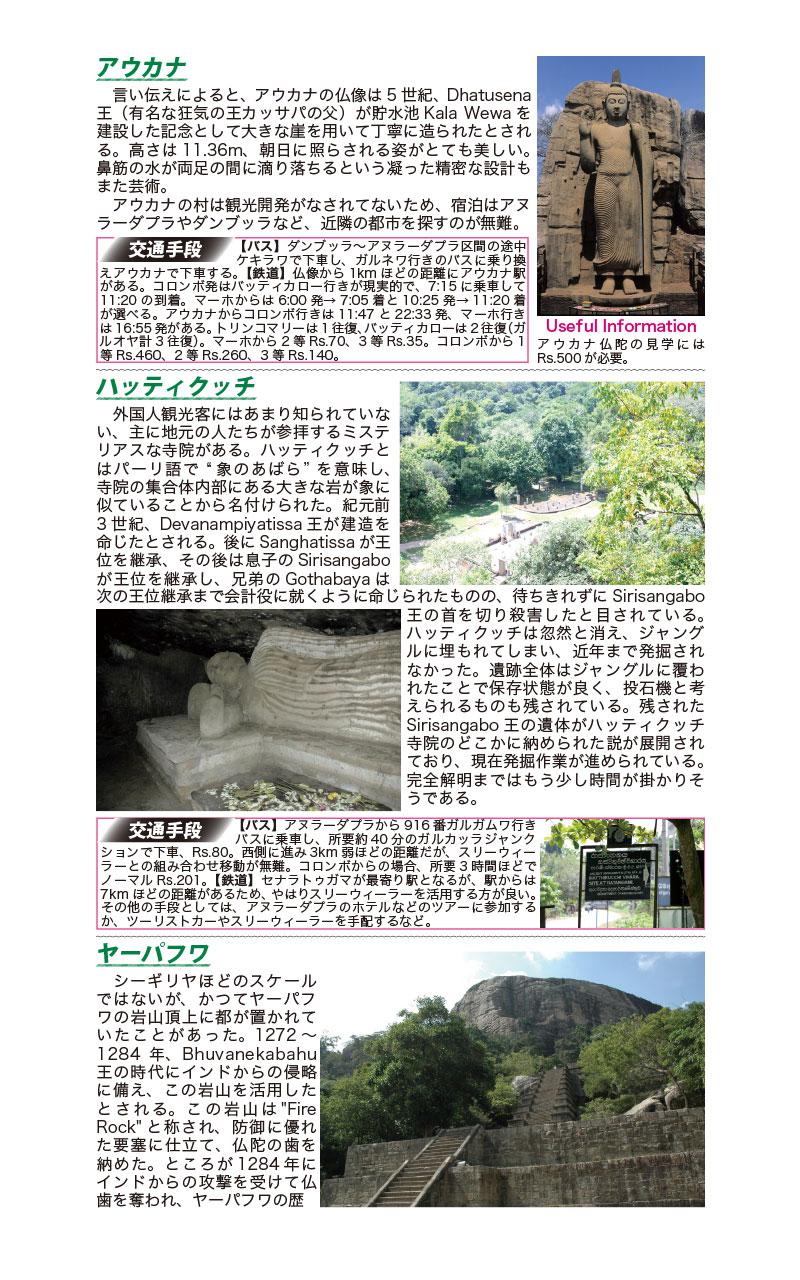 アウカナ
　言い伝えによると、アウカナの仏像は５世紀、Dhatusena
王（有名な狂気の王カッサパの父）が貯水池 Kala Wewa を
建設した記念として大きな崖を用いて丁寧に造られたとされ
る。高さは 11.36m、朝日に照らされる姿がとても美しい。
鼻筋の水が両足の間に滴り落ちるという凝った精密な設計も
また芸術。
　アウカナの村は観光開発がなされてないため、宿泊はアヌ
ラーダプラやダンブッラなど、近隣の都市を探すのが無難。
交通手段
【バス】ダンブッラ～アヌラーダプラ区間の途中
ケキラワで下車し、ガルネワ行きのバスに乗り換
えアウカナで下車する。【鉄道】仏像から 1km ほどの距離にアウカナ駅
がある。コロンボ発はバッティカロー行きが現実的で、7:15 に乗車して
11:20 の到着。マーホからは 6:00 発→ 7:05 着と 10:25 発→ 11:20 着
が選べる。アウカナからコロンボ行きは 11:47 と 22:33 発、マーホ行き
は 16:55 発がある。トリンコマリーは１往復、バッティカローは２往復（ガ
ルオヤ計３往復）。マーホから２等 Rs.70、３等 Rs.35。コロンボから１
等 Rs.460、２等 Rs.260、３等 Rs.140。
Useful Information
アウカナ仏陀の見学には
Rs.500 が必要。
ハッティクッチ
　外国人観光客にはあまり知られていな
い、主に地元の人たちが参拝するミステ
リアスな寺院がある。ハッティクッチと
はパーリ語で “ 象のあばら ” を意味し、
寺院の集合体内部にある大きな岩が象に
似ていることから名付けられた。紀元前
３世紀、Devanampiyatissa 王が建造を
命じたとされる。後に Sanghatissa が王
位を継承、その後は息子の Sirisangabo
が王位を継承し、兄弟の Gothabaya は
次の王位継承まで会計役に就くように命じられたものの、待ちきれずに Sirisangabo
王の首を切り殺害したと目されている。
ハッティクッチは忽然と消え、ジャング
ルに埋もれてしまい、近年まで発掘され
なかった。遺跡全体はジャングルに覆わ
れたことで保存状態が良く、投石機と考
えられるものも残されている。残された
Sirisangabo 王の遺体がハッティクッチ
寺院のどこかに納められた説が展開され
ており、現在発掘作業が進められている。
完全解明まではもう少し時間が掛かりそ
うである。
交通手段
【バス】アヌラーダプラから 916 番ガルガムワ行き
バスに乗車し、所要約 40 分のガルカッラジャンク
ションで下車、Rs.80。西側に進み 3km 弱ほどの距離だが、スリーウィー
ラーとの組み合わせ移動が無難。コロンボからの場合、所要３時間ほどで
ノーマル Rs.201。【鉄道】セナラトゥガマが最寄り駅となるが、駅からは
7km ほどの距離があるため、やはりスリーウィーラーを活用する方が良い。
その他の手段としては、アヌラーダプラのホテルなどのツアーに参加する
か、ツーリストカーやスリーウィーラーを手配するなど。
ヤーパフワ
　シーギリヤほどのスケール
ではないが、かつてヤーパフ
ワの岩山頂上に都が置かれて
いたことがあった。1272 ～
1284 年、Bhuvanekabahu
王の時代にインドからの侵略
に備え、この岩山を活用した
とされる。この岩山は "Fire
Rock" と称され、防御に優れ
た要塞に仕立て、仏陀の歯を
納めた。ところが 1284 年に
インドからの攻撃を受けて仏
歯を奪われ、ヤーパフワの歴